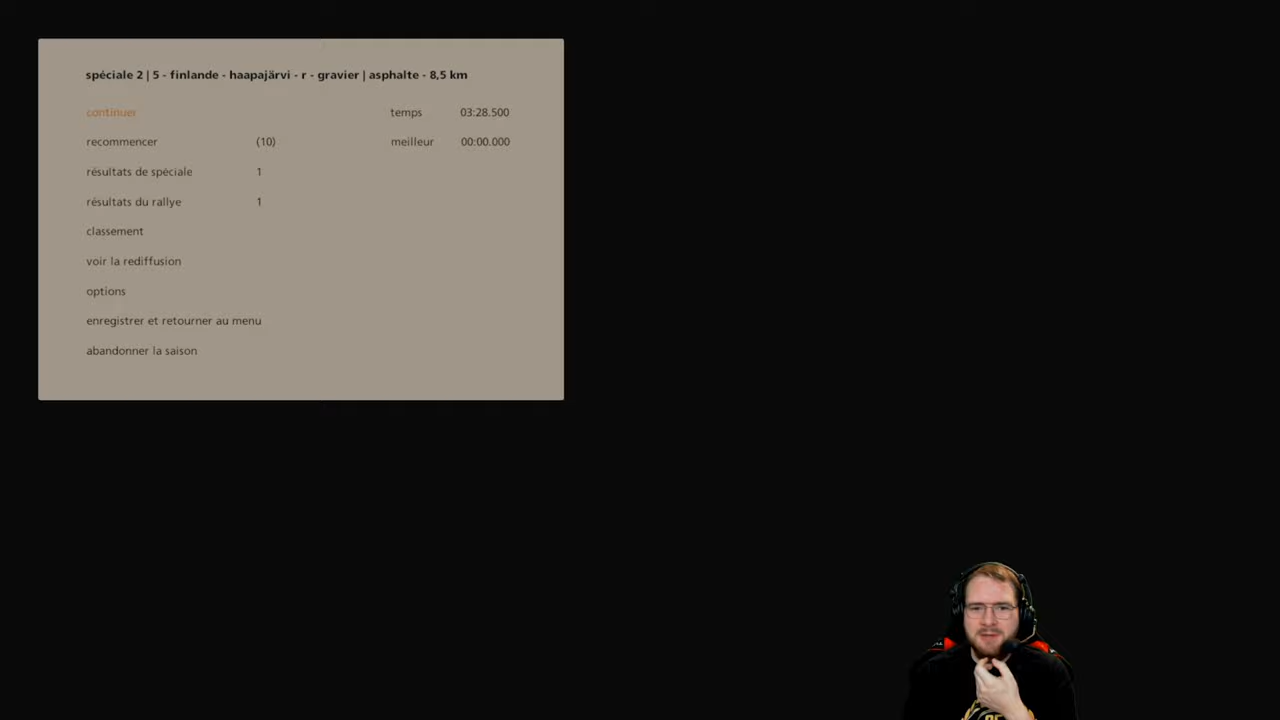 spéciale 2 | 5 - finlande - haapajärvi - r - gravier | asphalte - 8,5 km
continuer temps 03:28.500
recommencer (10) meilleur 00:00.000
résultats de spéciale 1
résultats du rallye 1
classement
voir la rediffusion
options
enregistrer et retourner au menu
abandonner la saison